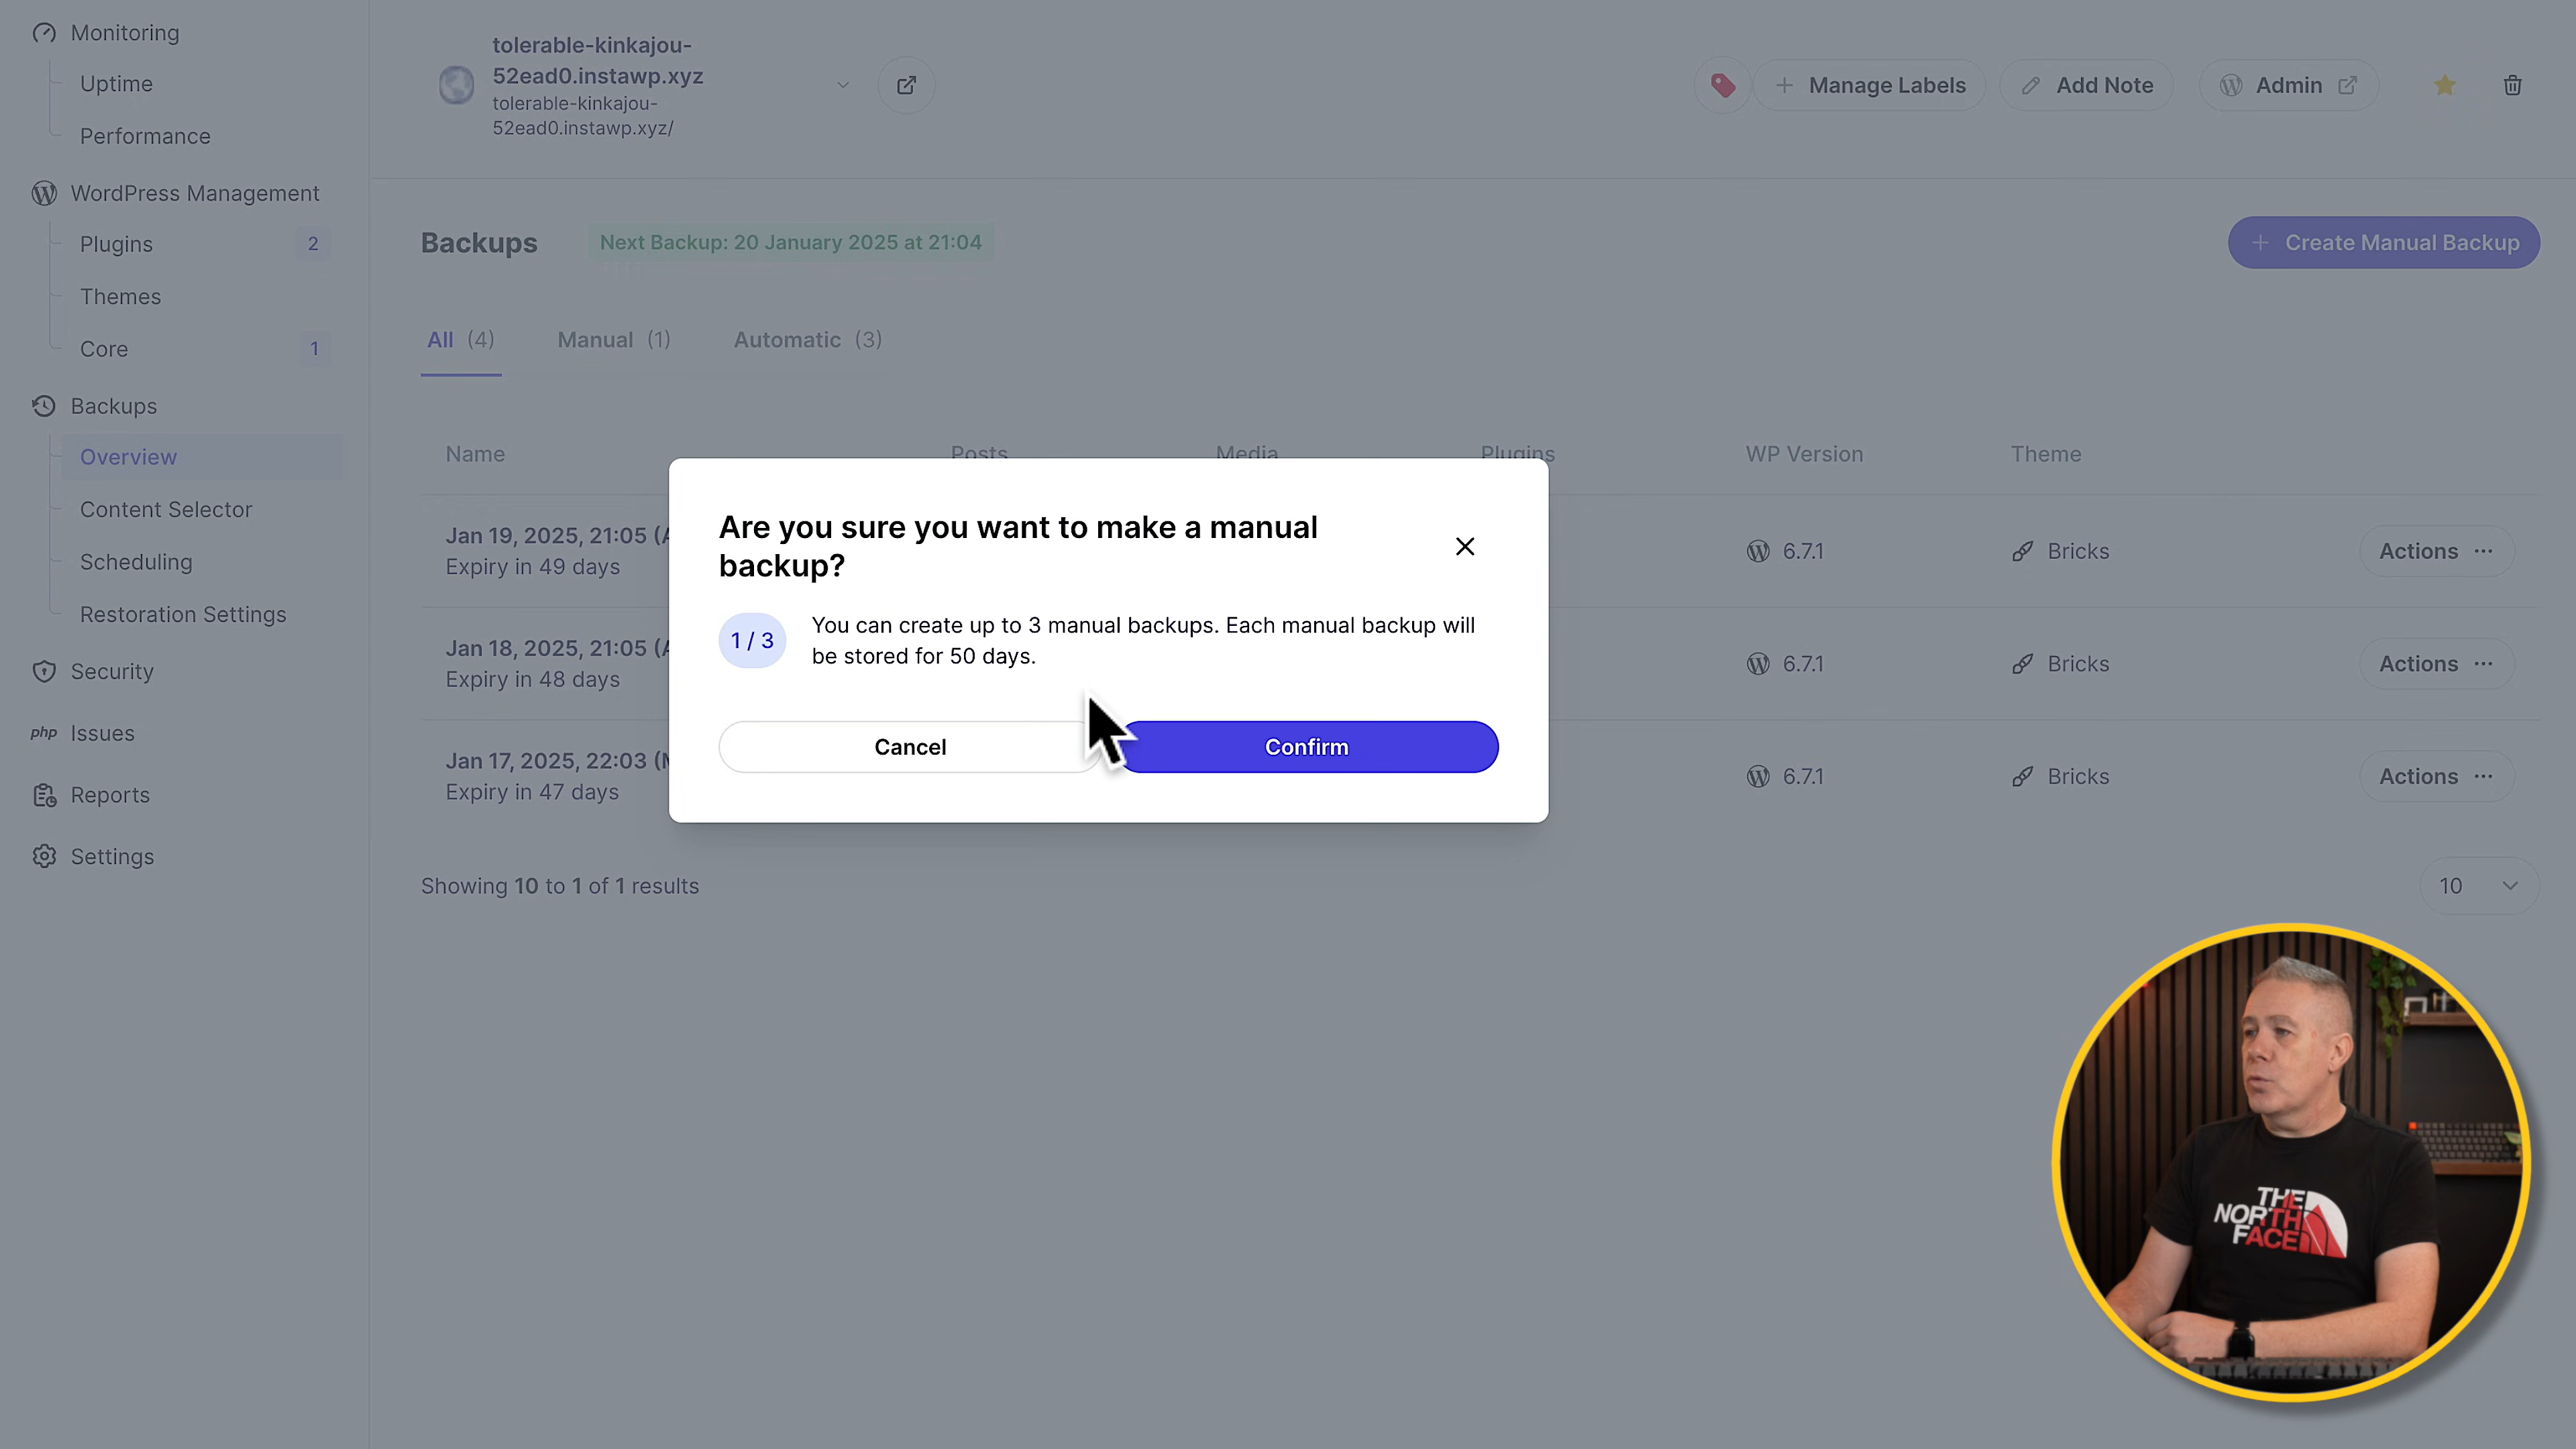 Monitoring
Uptime
Performance
WordPress Management
Plugins 2
Themes
Core 1
Backups
Overview
Content Selector
Scheduling
Restoration Settings
Security
php Issues
Reports
Settings
tolerable-kinkajou-
52ead0.instawp.xyz
tolerable-kinkajou-
52ead0.instawp.xyz/
Manage Labels
Add Note
Admin
Backups
Next Backup: 20 January 2025 at 21:04
+ Create Manual Backup
All (4)
Manual (1)
Automatic (3)
Name Posts Media Plugins WP Version Theme
Jan 19, 2025, 21:05
Expiry in 49 days
6.7.1 Bricks Actions ···
Jan 18, 2025, 21:05
Expiry in 48 days
6.7.1 Bricks Actions ···
Jan 17, 2025, 22:03
Expiry in 47 days
6.7.1 Bricks Actions ···
Are you sure you want to make a manual
backup?
1 / 3
You can create up to 3 manual backups. Each manual backup will
be stored for 50 days.
Cancel
Confirm
Showing 10 to 1 of 1 results
10
THE
NORTH
FACE